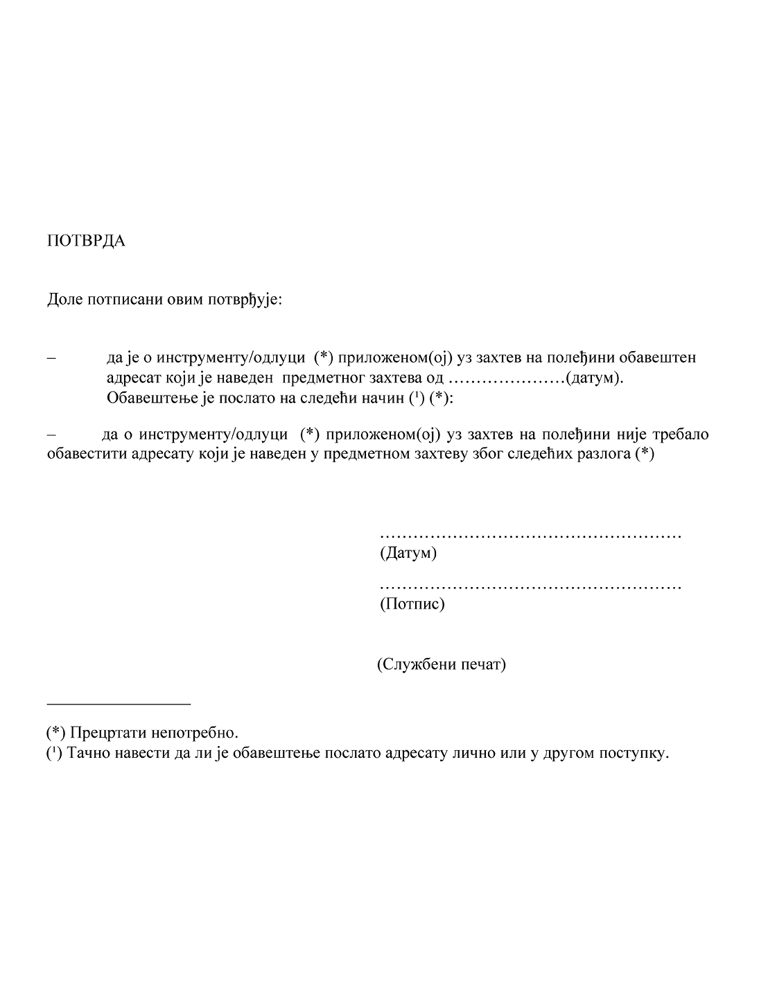 ПОТВРДА
Доле потписани овим потврђује:
– да је о инструменту/одлуци (*) приложеном(ој) уз захтев на полеђини обавештен
адресат који је наведен предметног захтева од …………………(датум).
Обавештење је послато на следећи начин (¹) (*):
– да о инструменту/одлуци (*) приложеном(ој) уз захтев на полеђини није требало
обавестити адресату који је наведен у предметном захтеву због следећих разлога (*)
………………………………………………
(Датум)
………………………………………………
(Потпис)
(Службени печат)
(*) Прецртати непотребно.
(¹) Тачно навести да ли је обавештење послато адресату лично или у другом поступку.